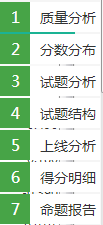 1 质量分析
2 分数分布
3 试题分析
4 试题结构
5 上线分析
6 得分明细
7 命题报告